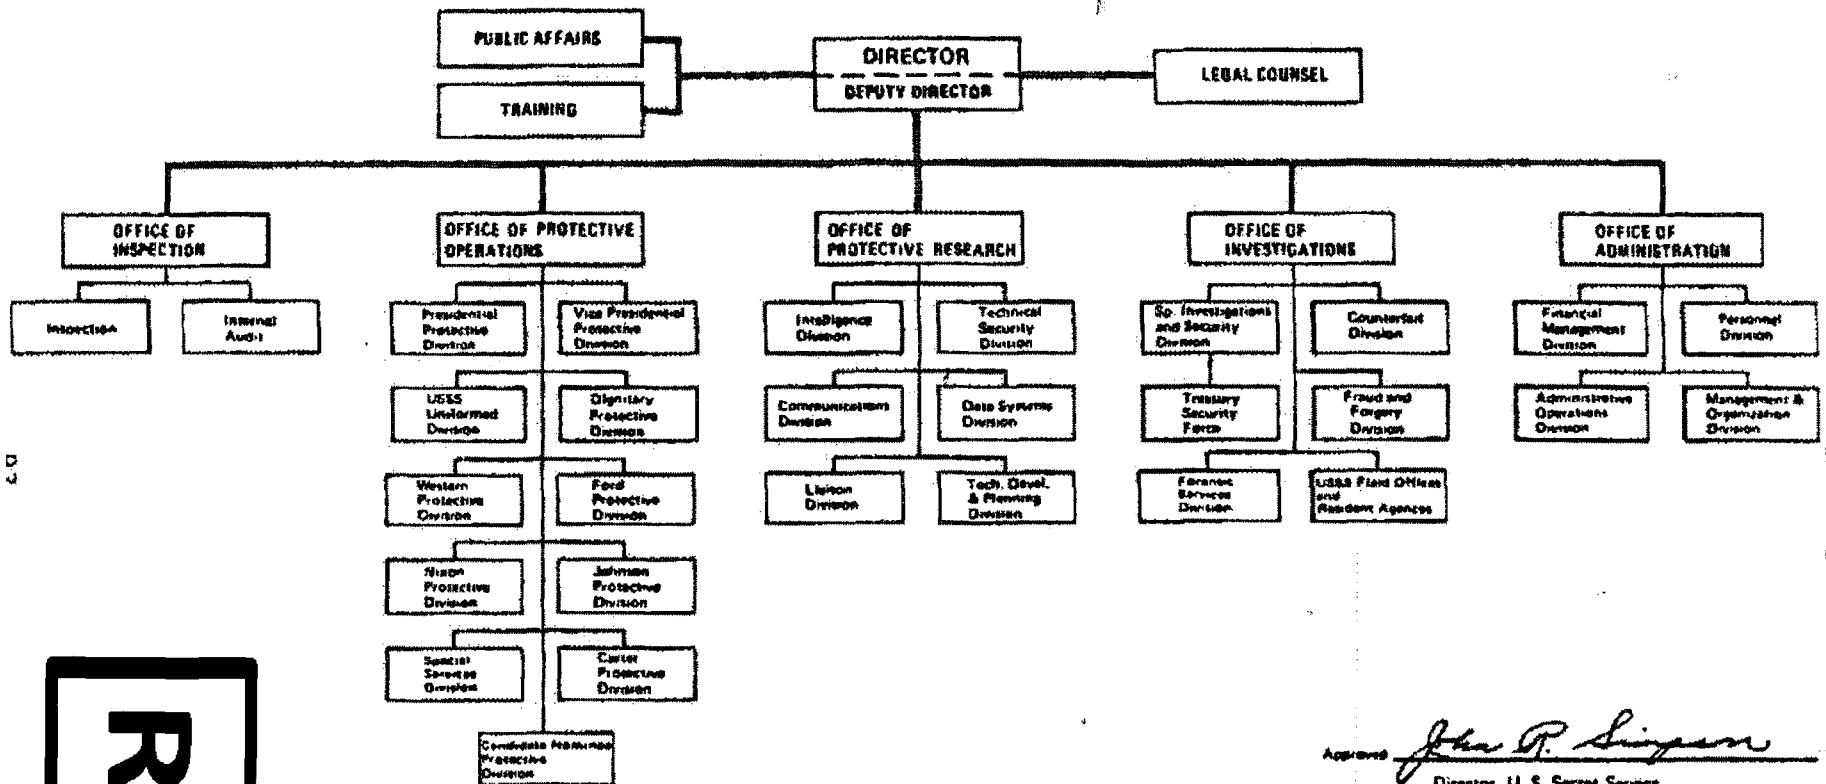 PUBLIC AFFAIRS
TRAINING
DIRECTOR
DEPUTY DIRECTOR
LEGAL COUNSEL
OFFICE OF
INSPECTION
OFFICE OF PROTECTIVE
OPERATIONS
OFFICE OF
PROTECTIVE RESEARCH
OFFICE OF
INVESTIGATIONS
OFFICE OF
ADMINISTRATION
Inspection
Internal
Audit
Presidential
Protective
Division
Vice Presidential
Protective
Division
Intelligence
Division
Technical
Security
Division
Sp. Investigations
and Security
Division
Counterfeit
Division
Financial
Management
Division
Personnel
Division
USSS
Uniformed
Division
Dignitary
Protective
Division
Communications
Division
Data Systems
Division
Treasury
Security
Force
Fraud and
Forgery
Division
Administrative
Operations
Division
Management &
Organization
Division
Western
Protective
Division
Ford
Protective
Division
Liaison
Division
Tech. Devel.
& Planning
Division
Forensic
Services
Division
USSS Field Offices
and
Resident Agencies
Nixon
Protective
Division
Johnson
Protective
Division
Special
Services
Division
Carter
Protective
Division
Candidate Nominee
Protective
Division
R
Approved John R. Simpson
Director, U. S. Secret Service